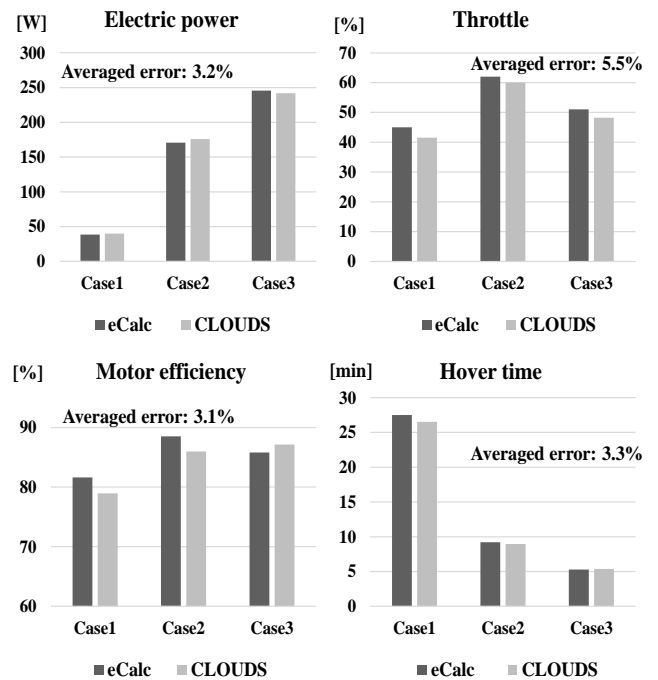 [W] Electric power
300
Averaged error: 3.2%
250
200
150
100
50
0
Case1 Case2 Case3
eCalc CLOUDS
[%] Throttle
70
Averaged error: 5.5%
60
50
40
30
20
10
0
Case1 Case2 Case3
eCalc CLOUDS
[%] Motor efficiency
90
Averaged error: 3.1%
80
70
60
Case1 Case2 Case3
eCalc CLOUDS
[min] Hover time
30
25
Averaged error: 3.3%
20
15
10
5
0
Case1 Case2 Case3
eCalc CLOUDS